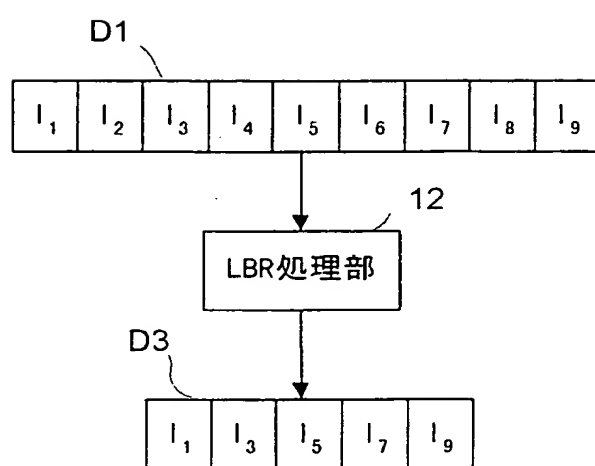 D1
I₁ I₂ I₃ I₄ I₅ I₆ I₇ I₈ I₉
12
LBR処理部
D3
I₁ I₃ I₅ I₇ I₉